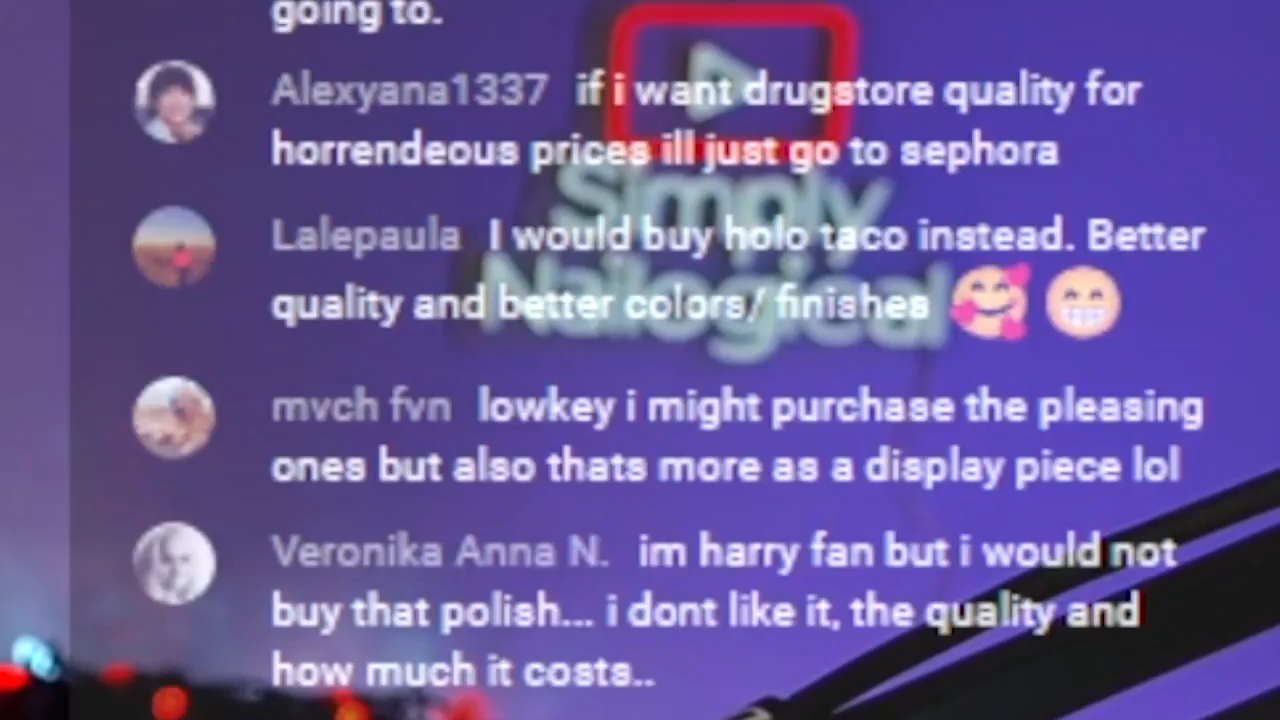 going to.
Alexyana1337 if i want drugstore quality for
horrendeous prices ill just go to sephora
Simply
Lalepaula I would buy holo taco instead. Better
Nailogical
quality and better colors/ finishes 🥰 😁
mvch fvn lowkey i might purchase the pleasing
ones but also thats more as a display piece lol
Veronika Anna N. im harry fan but i would not
buy that polish... i dont like it, the quality and
how much it costs..